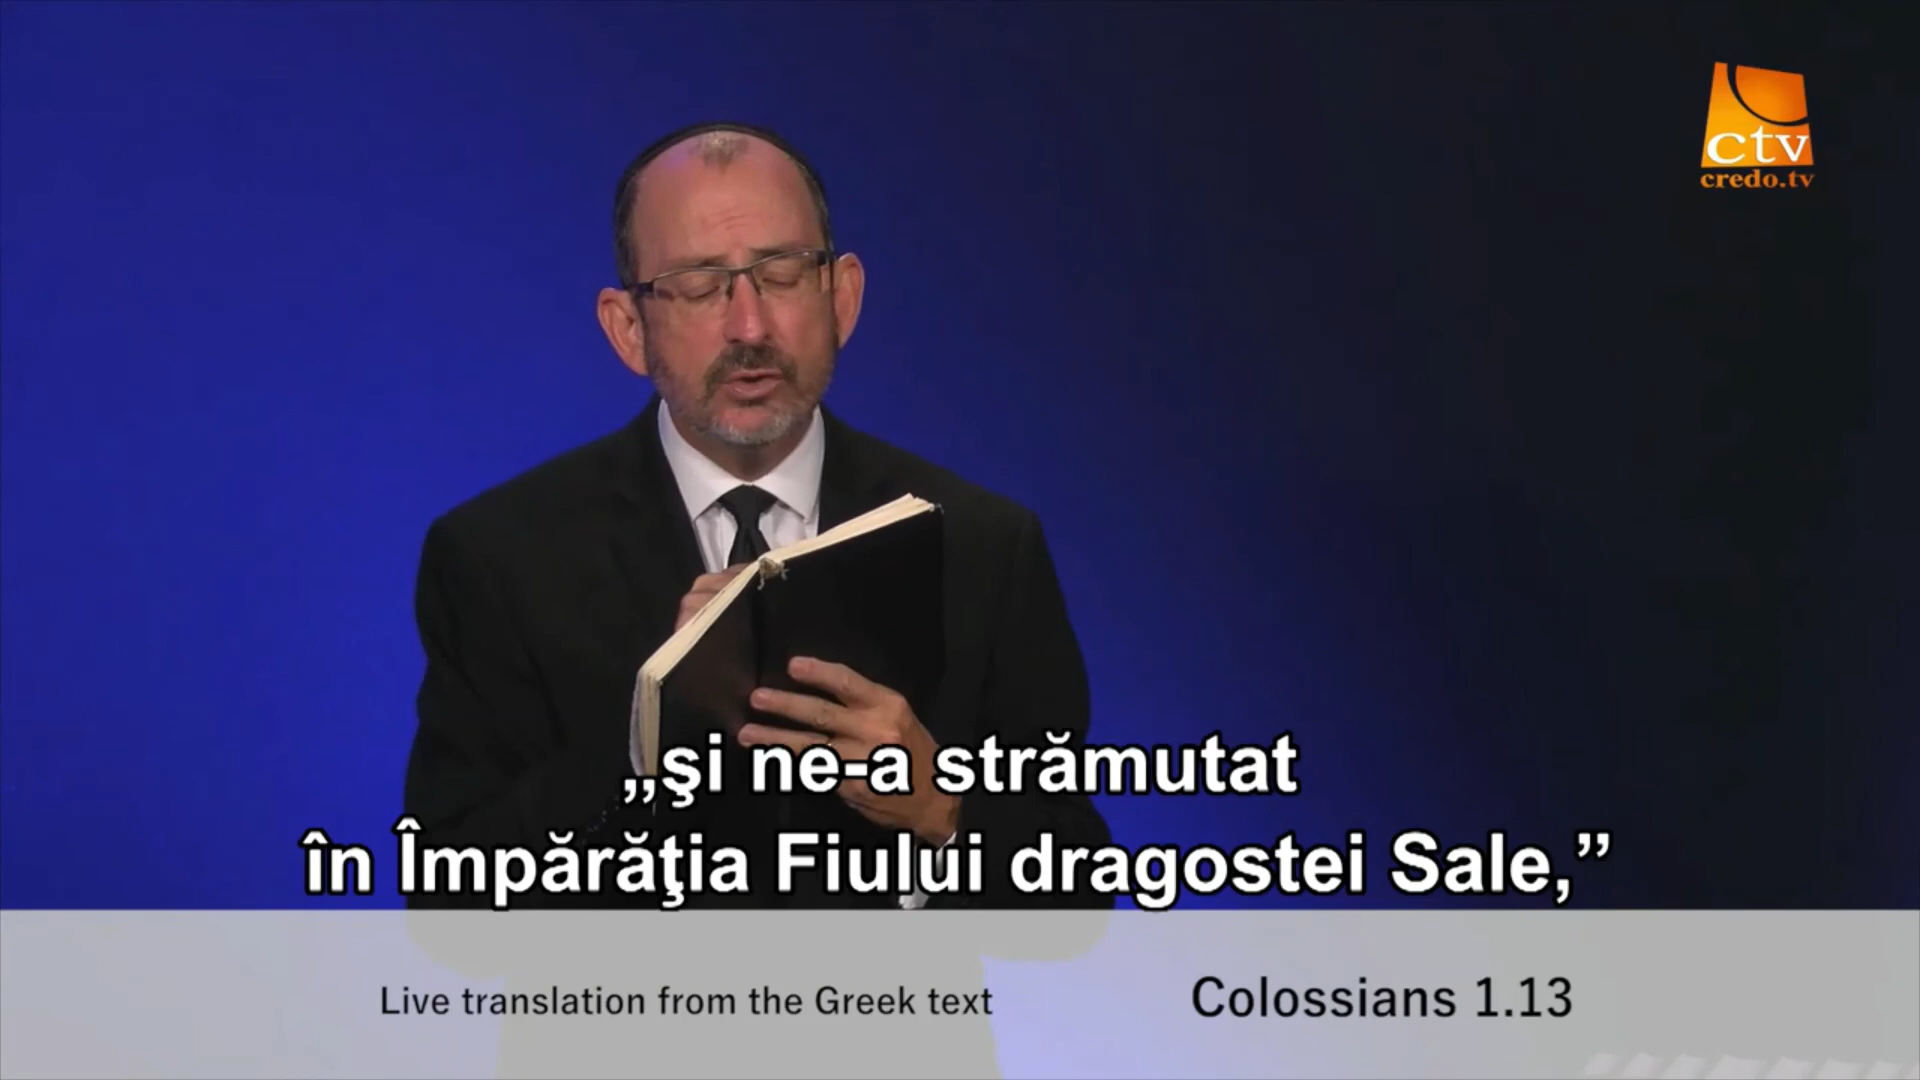 ctv
credo.tv
„şi ne-a strămutat
în Împărăţia Fiului dragostei Sale,”
Live translation from the Greek text
Colossians 1.13